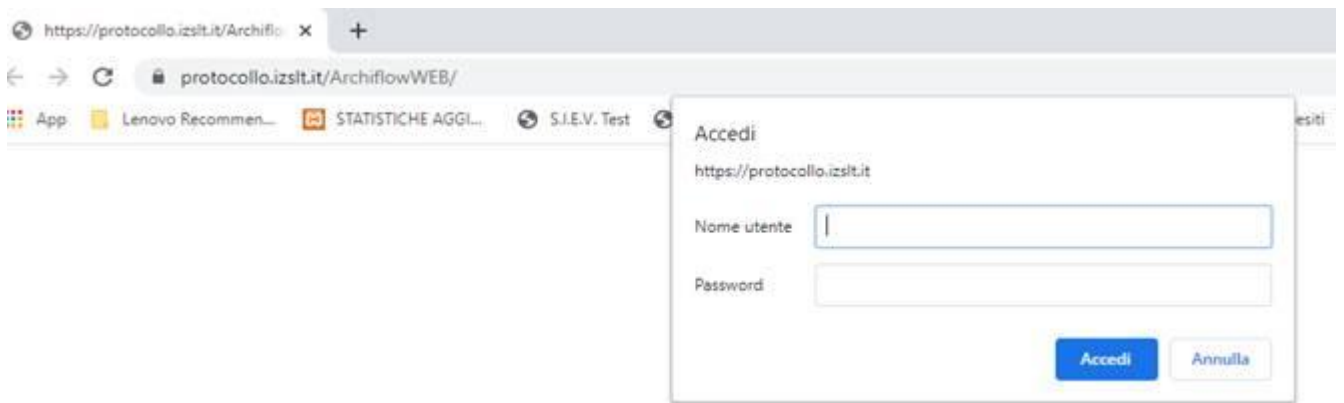 https://protocollo.izslt.it/Archiflo
protocollo.izslt.it/ArchiflowWEB/
App Lenovo Recommen... STATISTICHE AGGI... S.I.E.V. Test esiti
Accedi
https://protocollo.izslt.it
Nome utente
Password
Accedi Annulla